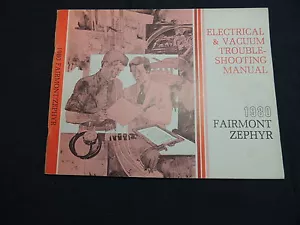 ELECTRICAL
& VACUUM
TROUBLE-
SHOOTING
MANUAL
1980
FAIRMONT
ZEPHYR
1980 FAIRMONT/ZEPHYR